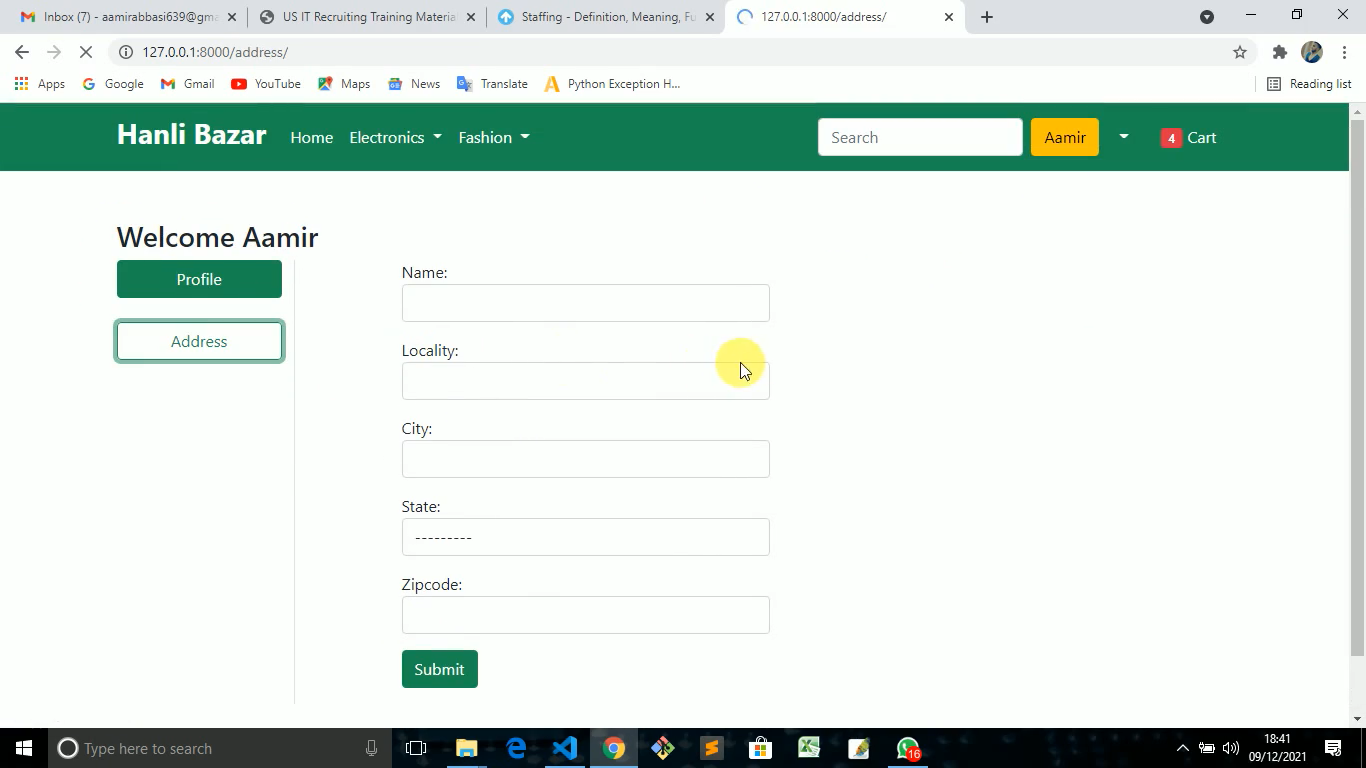 Inbox (7) - aamirabbasi639@gma
US IT Recruiting Training Materia
Staffing - Definition, Meaning, Fu
127.0.0.1:8000/address/
127.0.0.1:8000/address/
Apps Google Gmail YouTube Maps News Translate Python Exception H... Reading list
Hanli Bazar Home Electronics Fashion Search Aamir 4 Cart
Welcome Aamir
Profile
Address
Name:
Locality:
City:
State:
---------
Zipcode:
Submit
Type here to search
16
18:41
09/12/2021